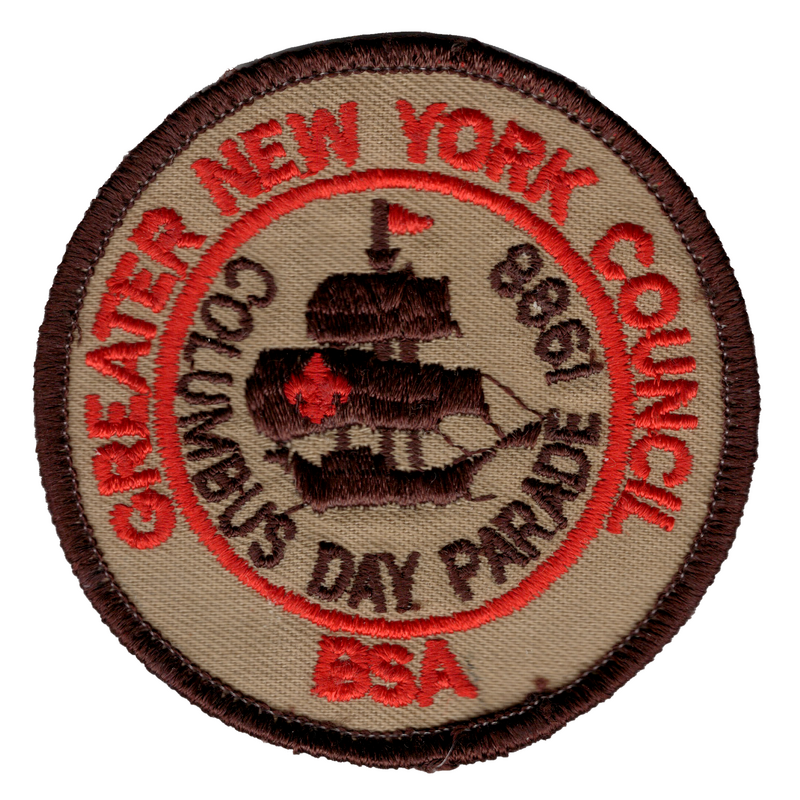 GREATER NEW YORK COUNCIL
COLUMBUS DAY PARADE 1988
BSA